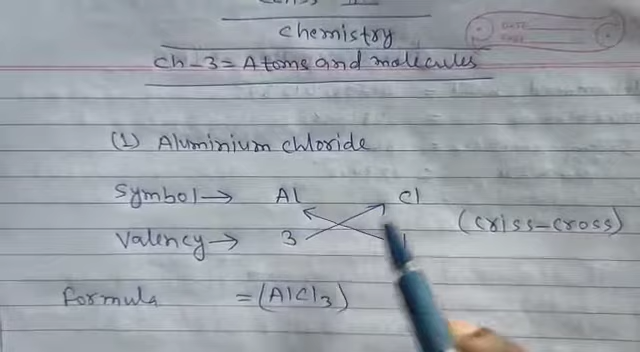 Chemistry
Ch-3 = Atoms and molecules
(1) Aluminium chloride
Symbol → Al Cl
Valency → 3 1 (criss-cross)
Formula = (AlCl3)